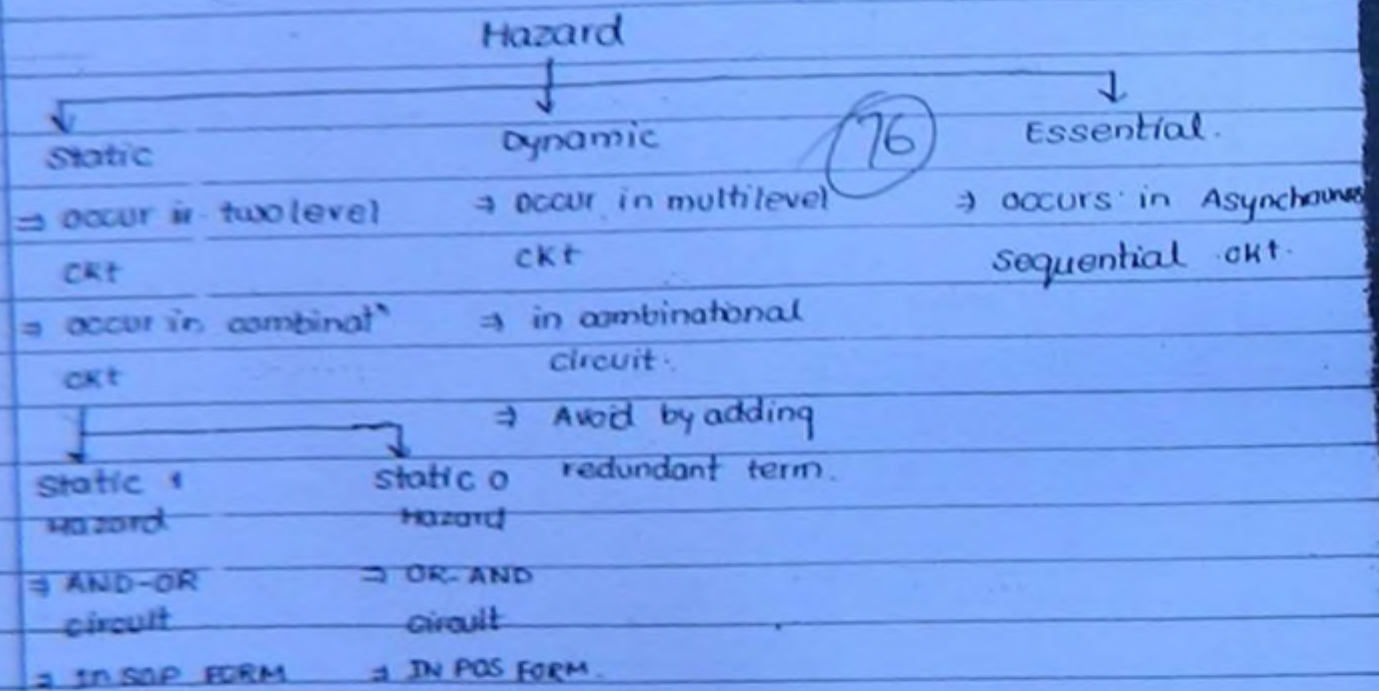 Hazard
Static
Dynamic
76
Essential.
⇒ occur in two level
ckt
⇒ occur in combinatⁿ
ckt
⇒ occur in multilevel
ckt
⇒ in combinational
circuit.
⇒ Avoid by adding
redundant term.
⇒ occurs in
Sequential ckt.
Static 1
Hazard
⇒ AND-OR
circuit
⇒ In SOP FORM
Static 0
Hazard
⇒ OR-AND
circuit
⇒ IN POS FORM.